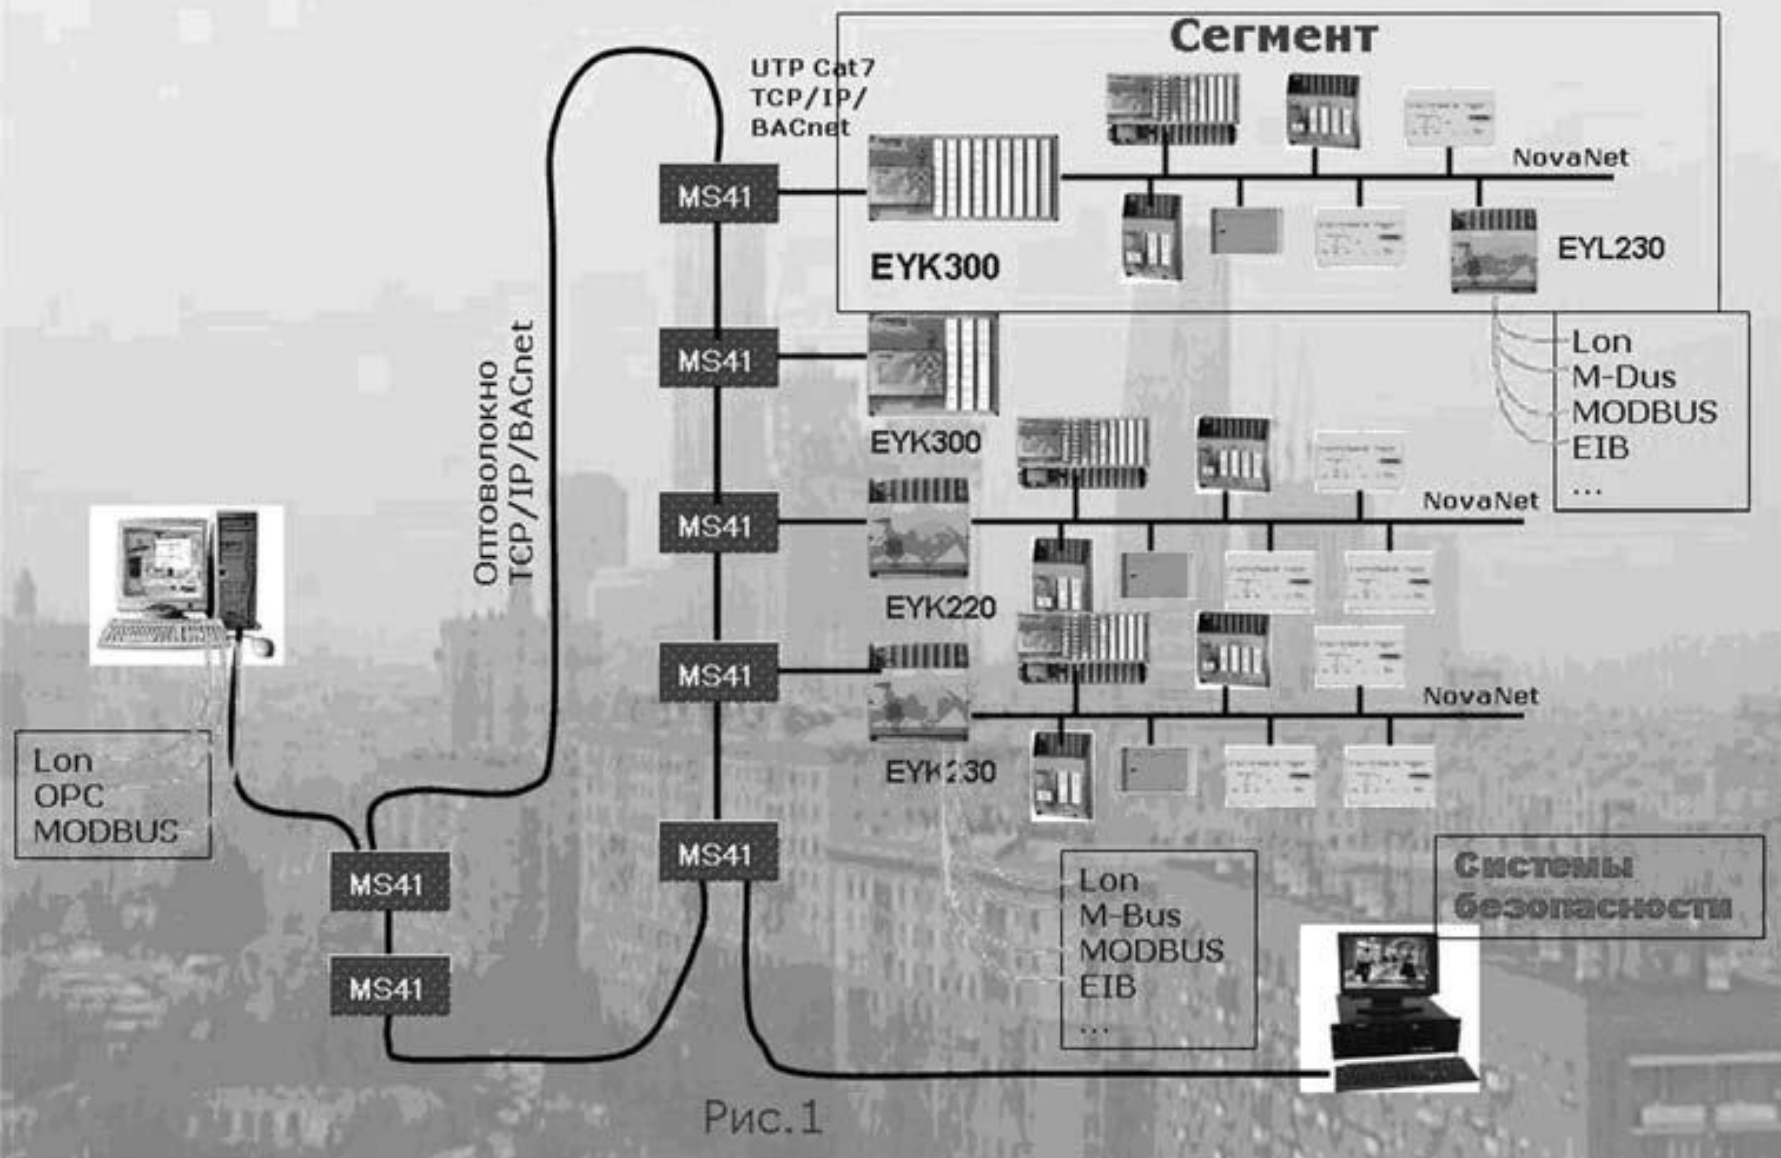 Сегмент
UTP Cat7
TCP/IP/
BACnet
MS41
EYK300
NovaNet
EYL230
Lon
M-Dus
MODBUS
EIB
...
MS41
EYK300
Оптоволокно
TCP/IP/BACnet
MS41
EYK220
NovaNet
MS41
EYK230
NovaNet
Lon
OPC
MODBUS
MS41
MS41
MS41
Lon
M-Bus
MODBUS
EIB
...
Системы
безопасности
Рис.1